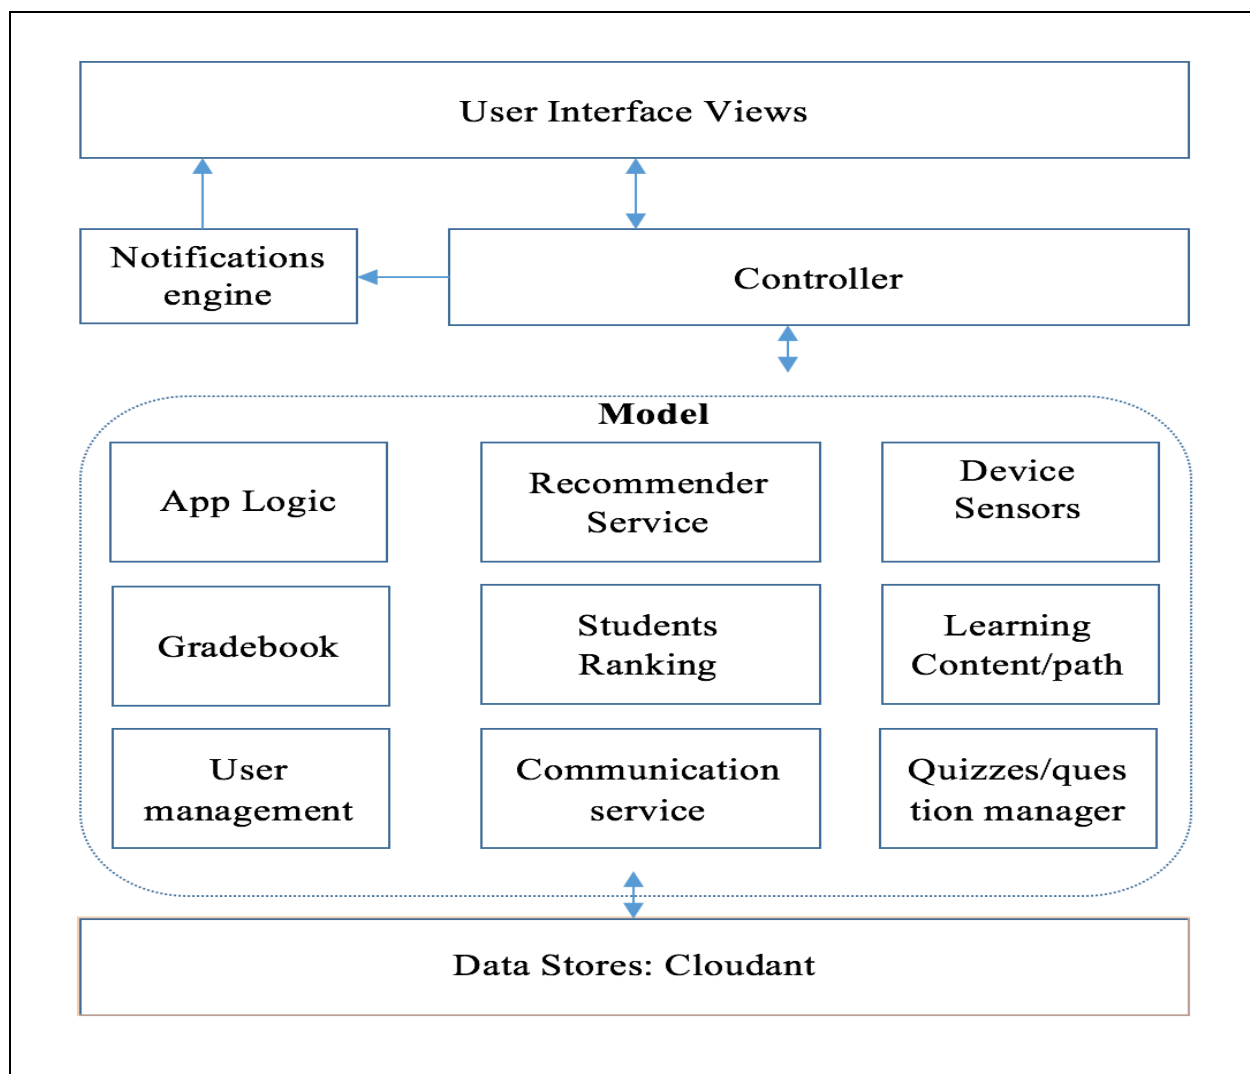 User Interface Views
Notifications
engine
Controller
Model
App Logic
Recommender
Service
Device
Sensors
Gradebook
Students
Ranking
Learning
Content/path
User
management
Communication
service
Quizzes/ques
tion manager
Data Stores: Cloudant